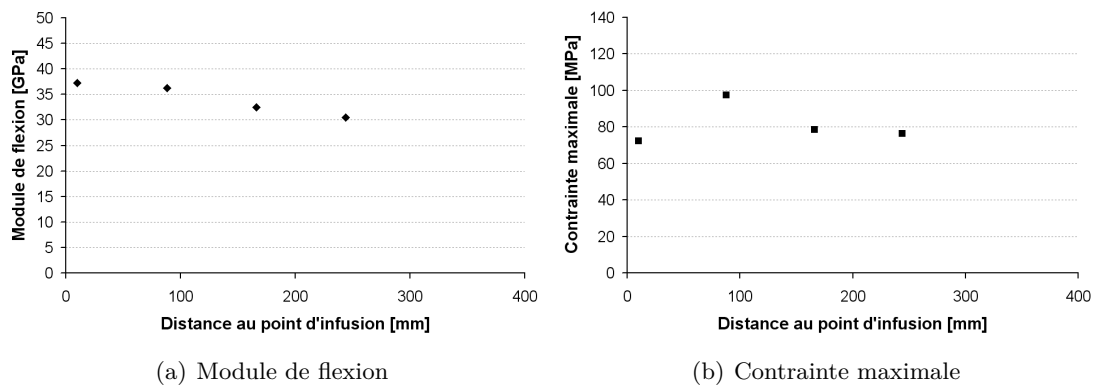 50
45
40
35
30
25
20
15
10
5
0
Module de flexion [GPa]
0 100 200 300 400
Distance au point d'infusion [mm]
(a) Module de flexion
140
120
100
80
60
40
20
0
Contrainte maximale [MPa]
0 100 200 300 400
Distance au point d'infusion [mm]
(b) Contrainte maximale